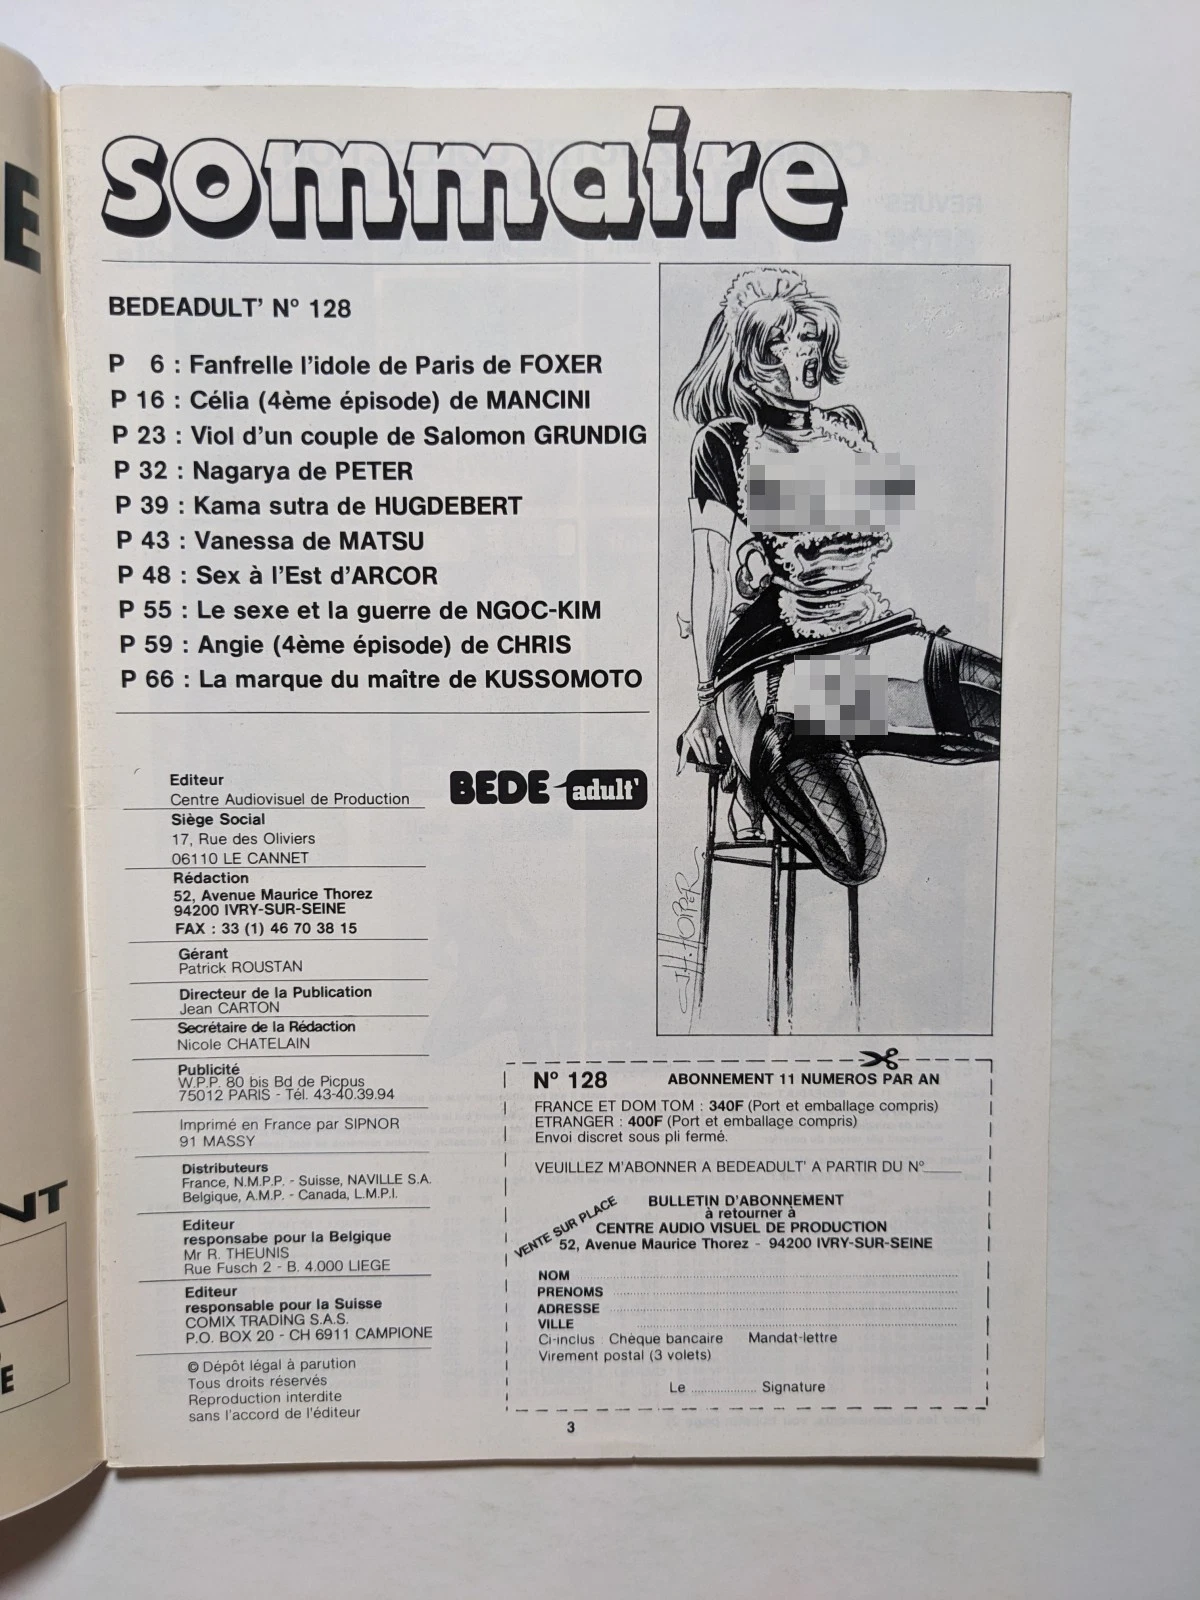 sommaire
BEDEADULT' N° 128
P 6 : Fanfrelle l'idole de Paris de FOXER
P 16 : Célia (4ème épisode) de MANCINI
P 23 : Viol d'un couple de Salomon GRUNDIG
P 32 : Nagarya de PETER
P 39 : Kama sutra de HUGDEBERT
P 43 : Vanessa de MATSU
P 48 : Sex à l'Est d'ARCOR
P 55 : Le sexe et la guerre de NGOC-KIM
P 59 : Angie (4ème épisode) de CHRIS
P 66 : La marque du maître de KUSSOMOTO
BEDE adult'
Editeur
Centre Audiovisuel de Production
Siège Social
17, Rue des Oliviers
06110 LE CANNET
Rédaction
52, Avenue Maurice Thorez
94200 IVRY-SUR-SEINE
FAX : 33 (1) 46 70 38 15
Gérant
Patrick ROUSTAN
Directeur de la Publication
Jean CARTON
Secrétaire de la Rédaction
Nicole CHATELAIN
Publicité
W.P.P. 80 bis Bd de Picpus
75012 PARIS - Tél. 43-40.39.94
Imprimé en France par SIPNOR
91 MASSY
Distributeurs
France, N.M.P.P. - Suisse, NAVILLE S.A.
Belgique, A.M.P. - Canada, L.M.P.I.
Editeur
responsabe pour la Belgique
Mr R. THEUNIS
Rue Fusch 2 - B. 4.000 LIEGE
Editeur
responsable pour la Suisse
COMIX TRADING S.A.S.
P.O. BOX 20 - CH 6911 CAMPIONE
© Dépôt légal à parution
Tous droits réservés
Reproduction interdite
sans l'accord de l'éditeur
J.H. HOPPER
N° 128 ABONNEMENT 11 NUMEROS PAR AN
FRANCE ET DOM TOM : 340F (Port et emballage compris)
ETRANGER : 400F (Port et emballage compris)
Envoi discret sous pli fermé.
VEUILLEZ M'ABONNER A BEDEADULT' A PARTIR DU N°
VENTE SUR PLACE
BULLETIN D'ABONNEMENT
à retourner à
CENTRE AUDIO VISUEL DE PRODUCTION
52, Avenue Maurice Thorez - 94200 IVRY-SUR-SEINE
NOM
PRENOMS
ADRESSE
VILLE
Ci-inclus Chèque bancaire Mandat-lettre
Virement postal (3 volets)
Le .................... Signature
3